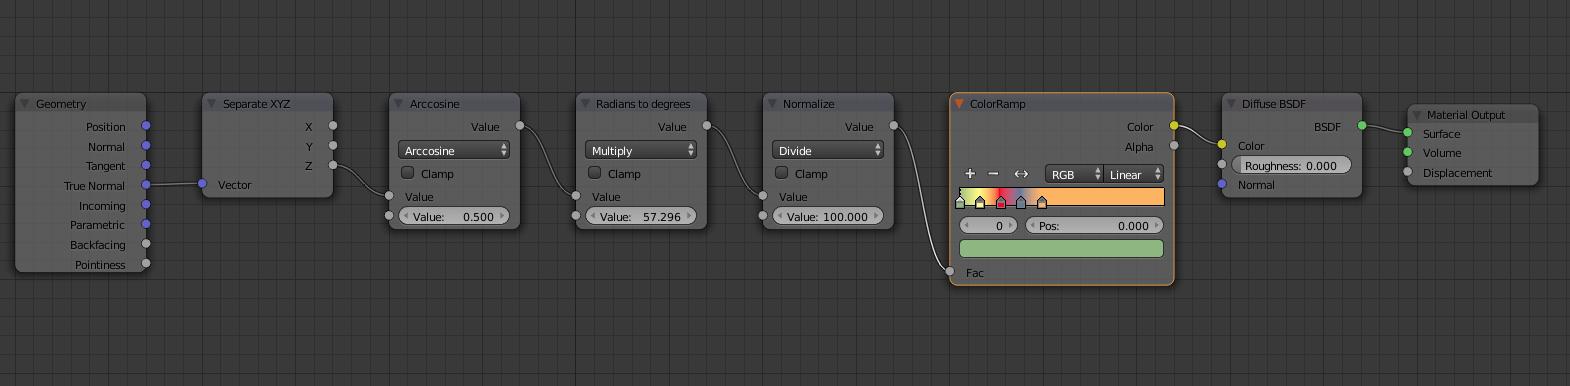 Geometry
Position
Normal
Tangent
True Normal
Incoming
Parametric
Backfacing
Pointiness
Separate XYZ
X
Y
Z
Vector
Arccosine
Value
Arccosine
Clamp
Value
Value: 0.500
Radians to degrees
Value
Multiply
Clamp
Value
Value: 57.296
Normalize
Value
Divide
Clamp
Value
Value: 100.000
ColorRamp
Color
Alpha
RGB Linear
0 Pos: 0.000
Fac
Diffuse BSDF
BSDF
Color
Roughness: 0.000
Normal
Material Output
Surface
Volume
Displacement